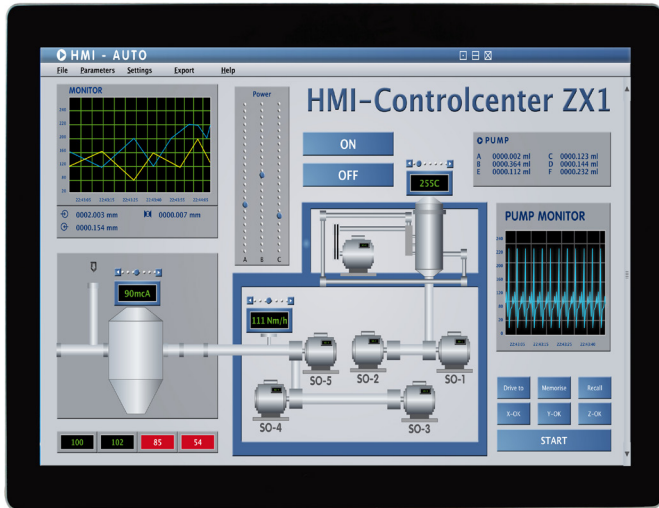 HMI - AUTO
File Parameters Settings Export Help
MONITOR
Power
HMI-Controlcenter ZX1
ON
OFF
PUMP
A 0000.002 ml C 0000.123 ml
B 0000.364 ml D 0000.144 ml
E 0000.112 ml F 0000.232 ml
0002.003 mm 0000.007 mm
0000.154 mm
A B C
PUMP MONITOR
90mcA
111 Nm/h
SO-5 SO-2 SO-1
SO-4 SO-3
Drive to Memorise Recall
X-OK Y-OK Z-OK
START
100 102 85 54